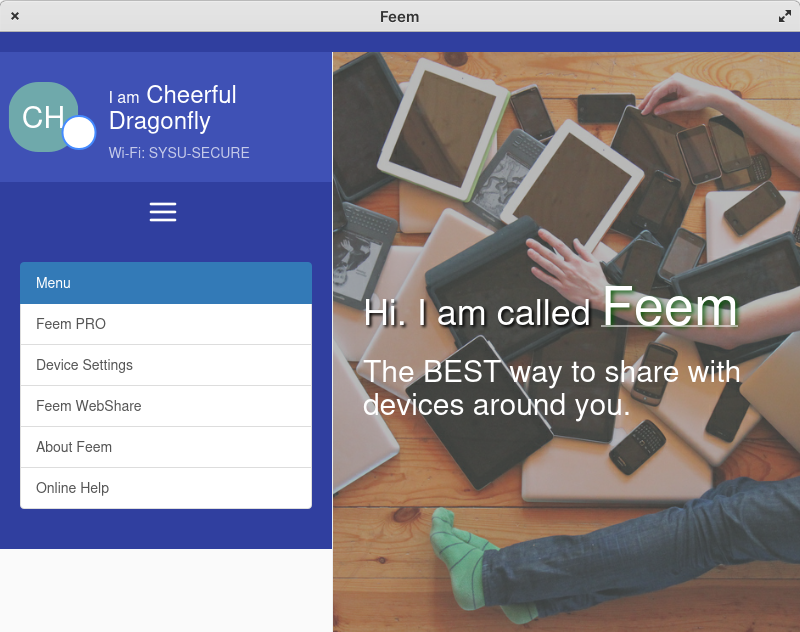 Feem
CH
I am Cheerful
Dragonfly
Wi-Fi: SYSU-SECURE
Menu
Feem PRO
Device Settings
Feem WebShare
About Feem
Online Help
Hi. I am called Feem
The BEST way to share with
devices around you.